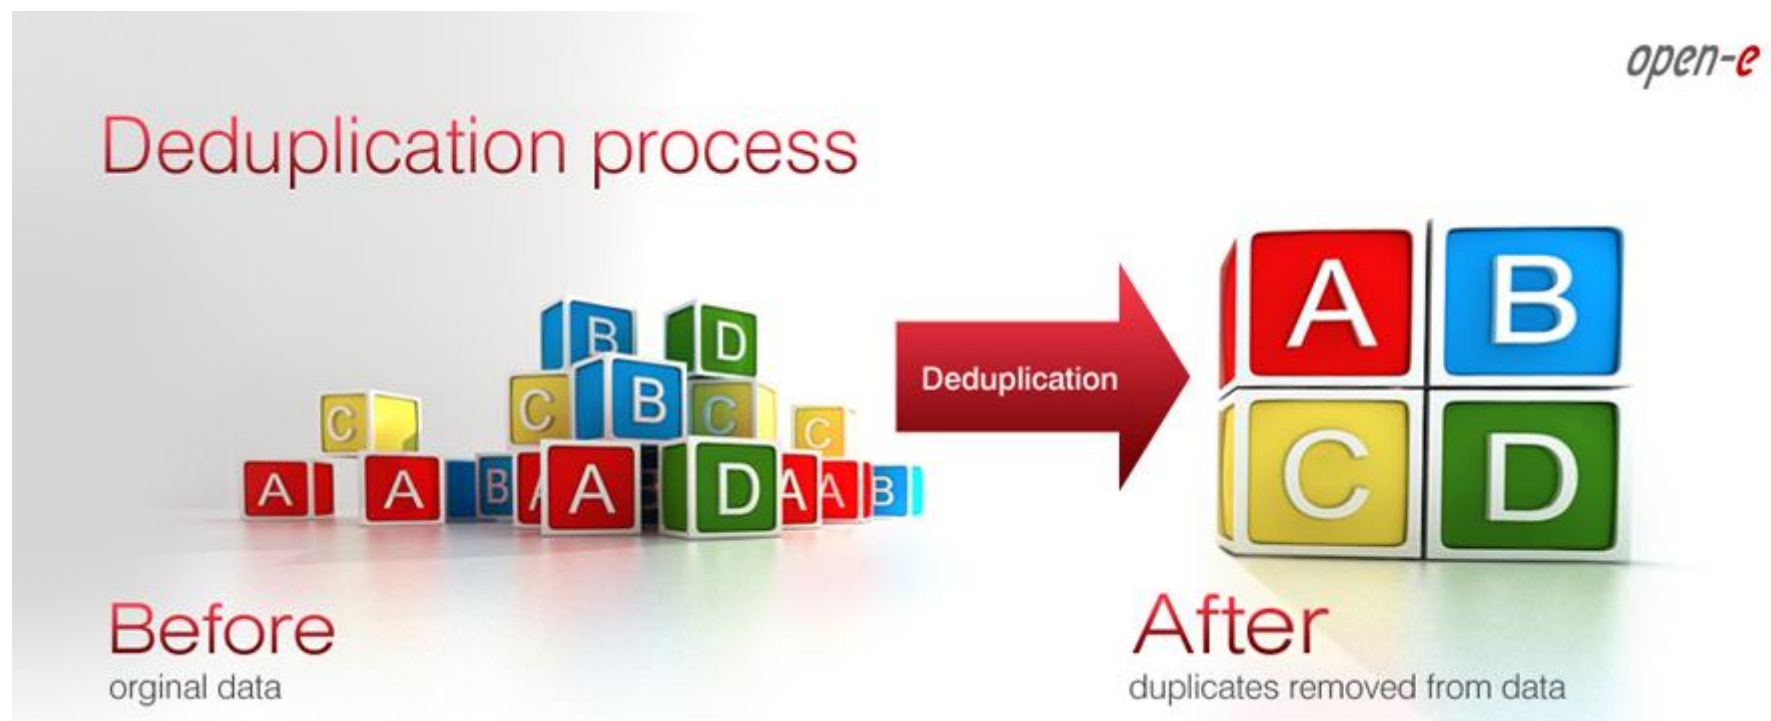 open-e
Deduplication process
B D
C C B C C
A A B A A B D A A B
Deduplication
A B
C D
Before
orginal data
After
duplicates removed from data